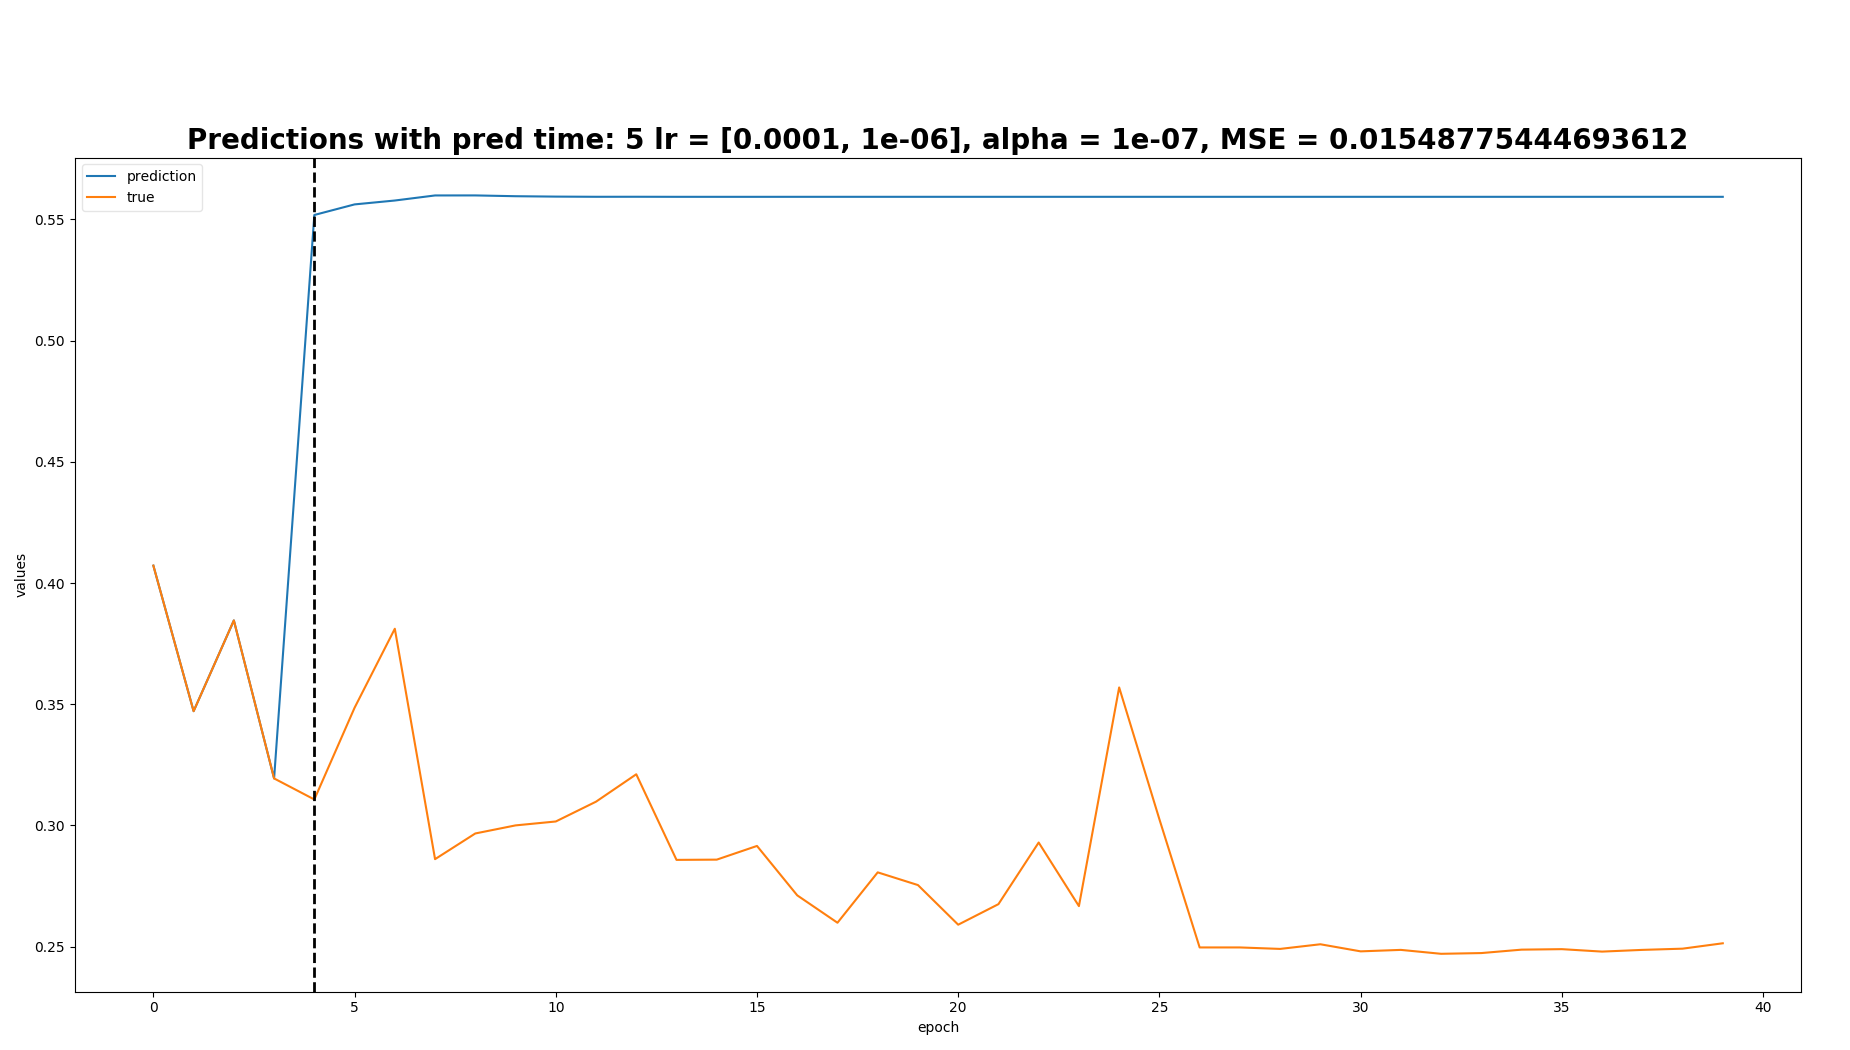 Predictions with pred time: 5 lr = [0.0001, 1e-06], alpha = 1e-07, MSE = 0.01548775444693612
prediction
true
0.55
0.50
0.45
0.40
0.35
0.30
0.25
values
0 5 10 15 20 25 30 35 40
epoch